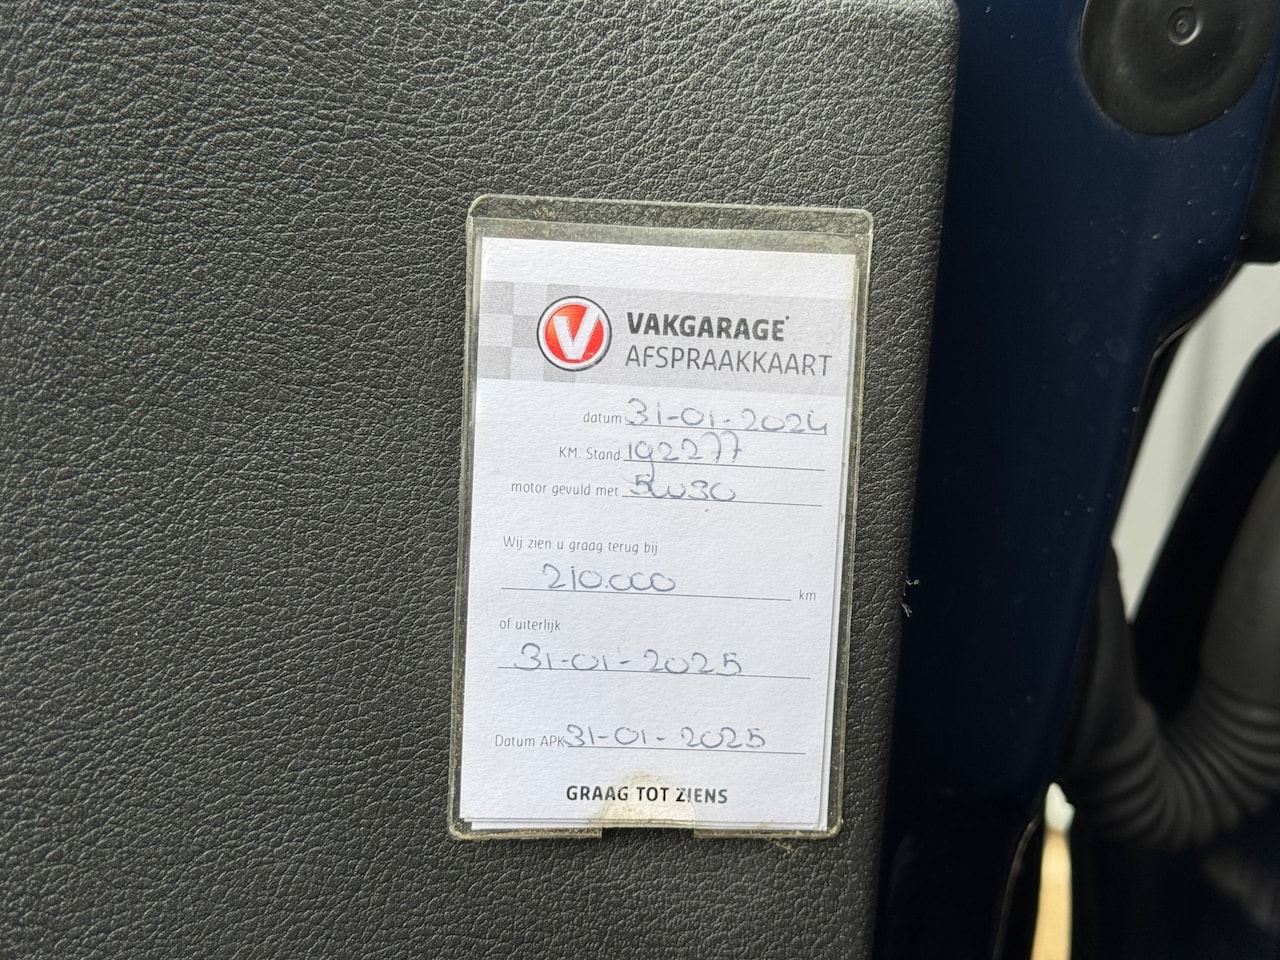 V VAKGARAGE
AFSPRAAKKAART
datum 31-01-2024
KM. Stand 192277
motor gevuld met 5W30
Wij zien u graag terug bij
210.000 km
of uiterlijk
31-01-2025
Datum APK 31-01-2025
GRAAG TOT ZIENS